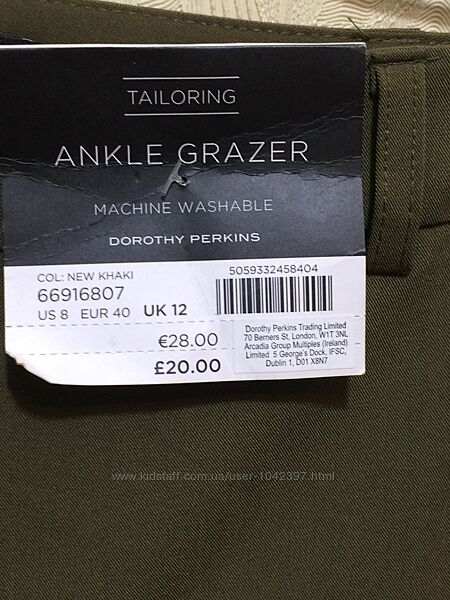 TAILORING
ANKLE GRAZER
MACHINE WASHABLE
DOROTHY PERKINS
COL: NEW KHAKI
66916807
US 8 EUR 40 UK 12
5059332458404
€28.00
£20.00
Dorothy Perkins Trading Limited
70 Berners St, London, W1T 3NL
Arcadia Group Multiples (Ireland)
Limited 5 George's Dock, IFSC,
Dublin 1, D01 X8N7
www.kidstaff.com.ua/user-1042397.html